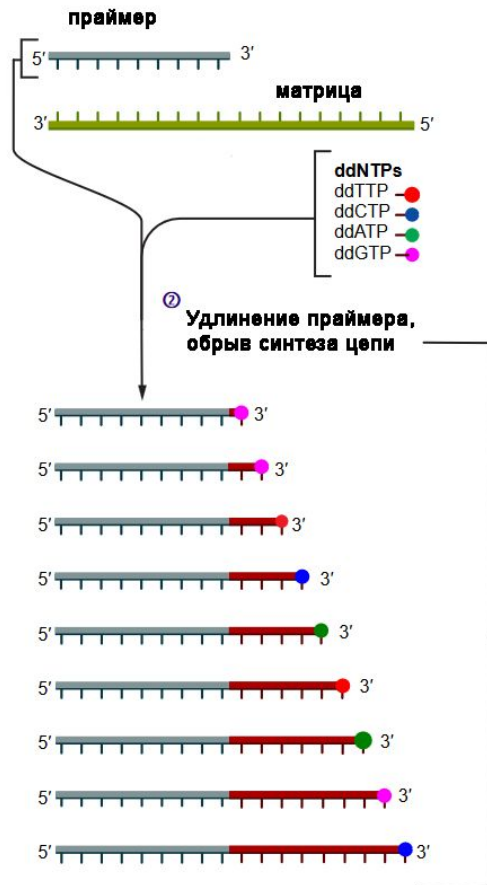 праймер
5′ 3′
матрица
3′ 5′
ddNTPs
ddTTP
ddCTP
ddATP
ddGTP
②
Удлинение праймера,
обрыв синтеза цепи
5′ 3′
5′ 3′
5′ 3′
5′ 3′
5′ 3′
5′ 3′
5′ 3′
5′ 3′
5′ 3′